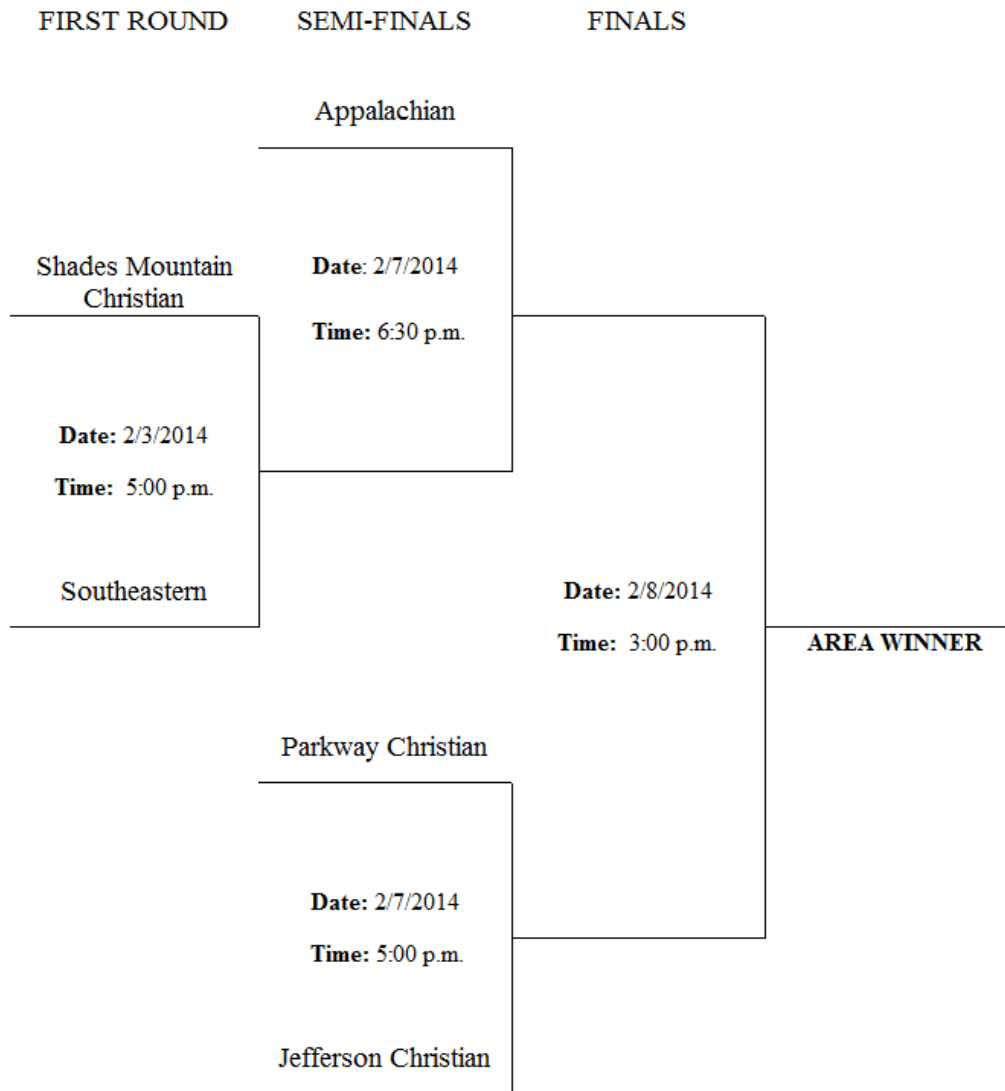 FIRST ROUND SEMI-FINALS FINALS
Appalachian
Shades Mountain
Christian
Date: 2/7/2014
Time: 6:30 p.m.
Date: 2/3/2014
Time: 5:00 p.m.
Southeastern
Date: 2/8/2014
Time: 3:00 p.m.
AREA WINNER
Parkway Christian
Date: 2/7/2014
Time: 5:00 p.m.
Jefferson Christian